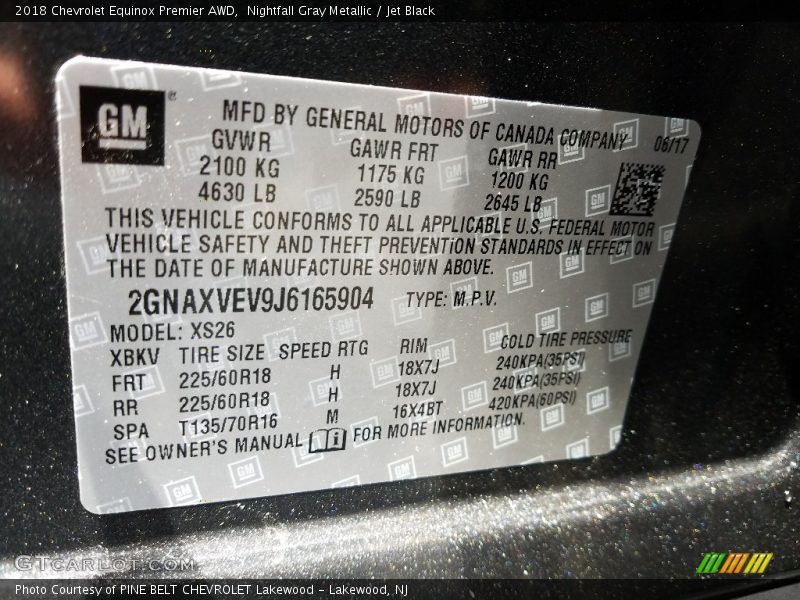 2018 Chevrolet Equinox Premier AWD, Nightfall Gray Metallic / Jet Black
GM ®
MFD BY GENERAL MOTORS OF CANADA COMPANY 06/17
GVWR GAWR FRT GAWR RR
2100 KG 1175 KG 1200 KG
4630 LB 2590 LB 2645 LB
THIS VEHICLE CONFORMS TO ALL APPLICABLE U.S. FEDERAL MOTOR
VEHICLE SAFETY AND THEFT PREVENTION STANDARDS IN EFFECT ON
THE DATE OF MANUFACTURE SHOWN ABOVE.
2GNAXVEV9J6165904 TYPE: M.P.V.
MODEL: XS26
XBKV TIRE SIZE SPEED RTG RIM COLD TIRE PRESSURE
FRT 225/60R18 H 18X7J 240KPA(35PSI)
RR 225/60R18 H 18X7J 240KPA(35PSI)
SPA T135/70R16 M 16X4BT 420KPA(60PSI)
SEE OWNER'S MANUAL i FOR MORE INFORMATION.
GTCARLOT.COM
Photo Courtesy of PINE BELT CHEVROLET Lakewood - Lakewood, NJ